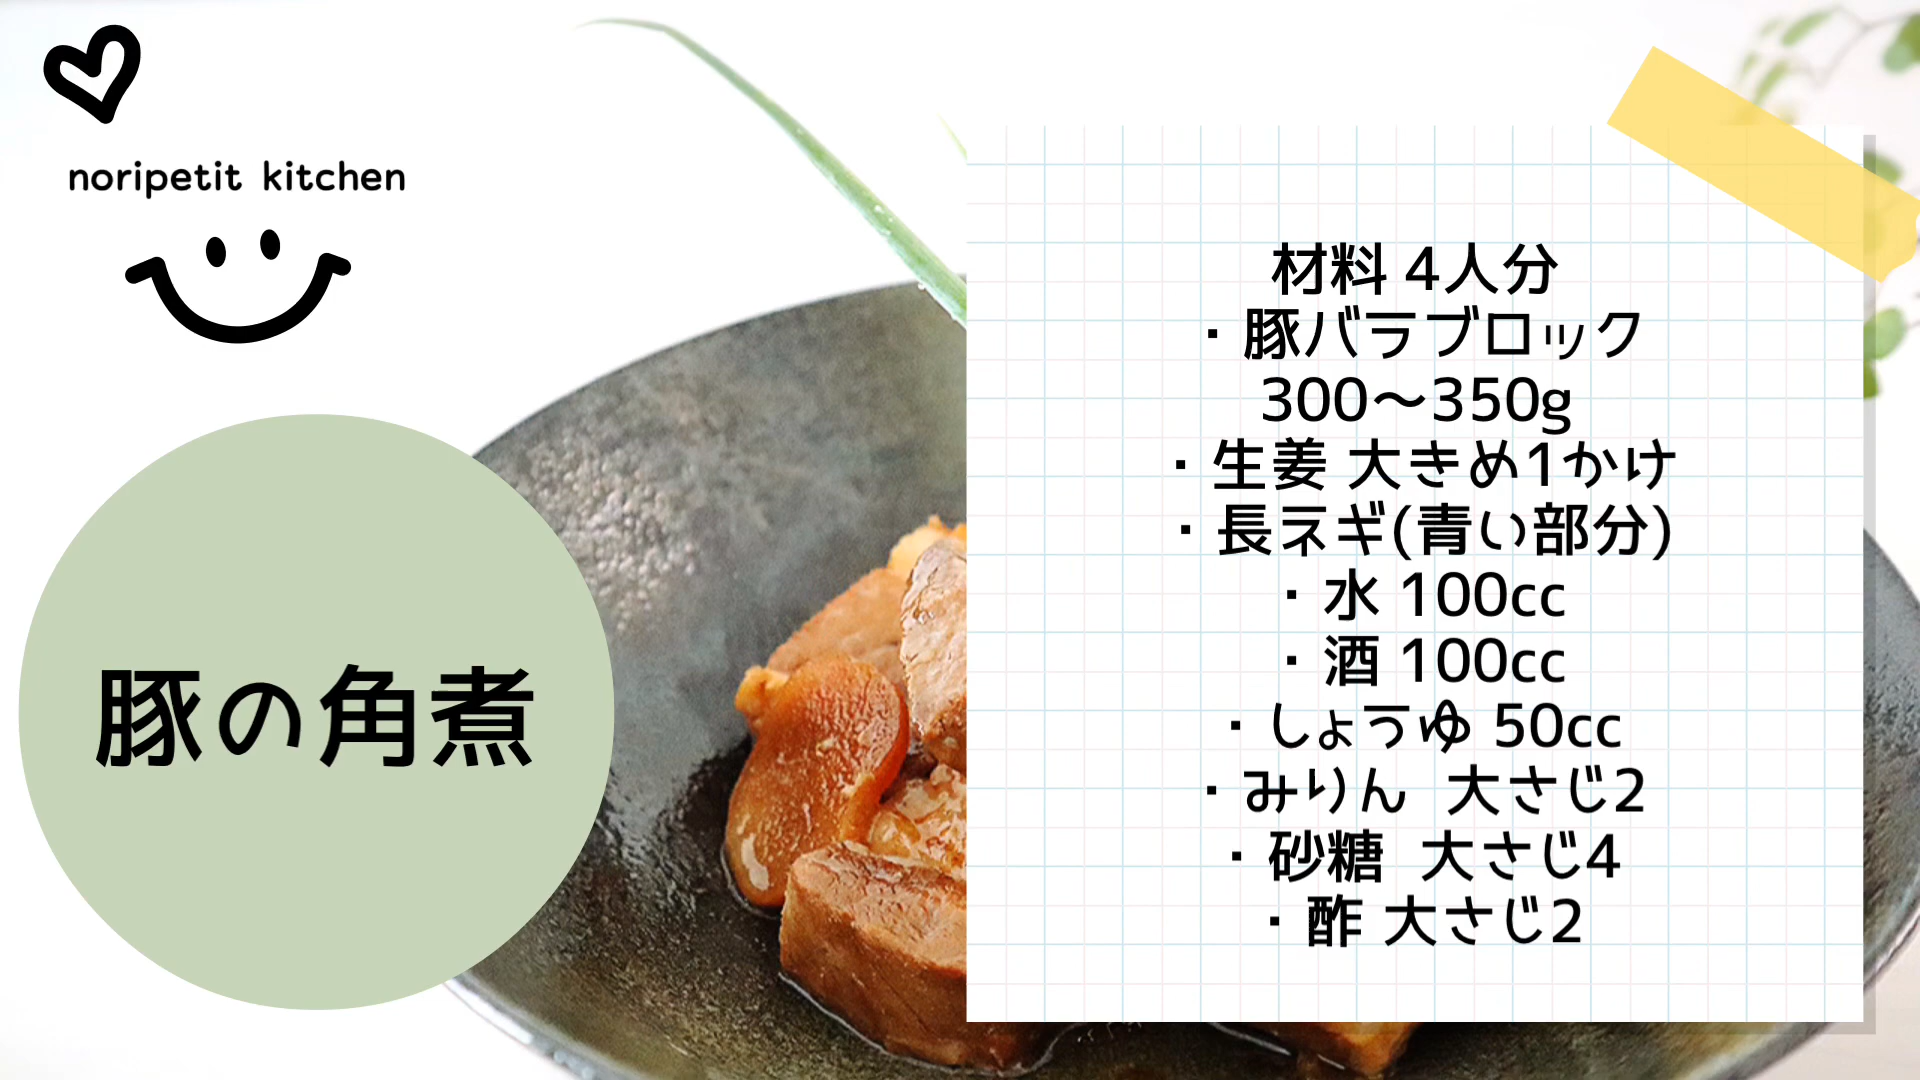 noripetit kitchen
豚の角煮
材料 4人分
・豚バラブロック
300〜350g
・生姜 大きめ1かけ
・長ネギ(青い部分)
・水 100cc
・酒 100cc
・しょうゆ 50cc
・みりん 大さじ2
・砂糖 大さじ4
・酢 大さじ2